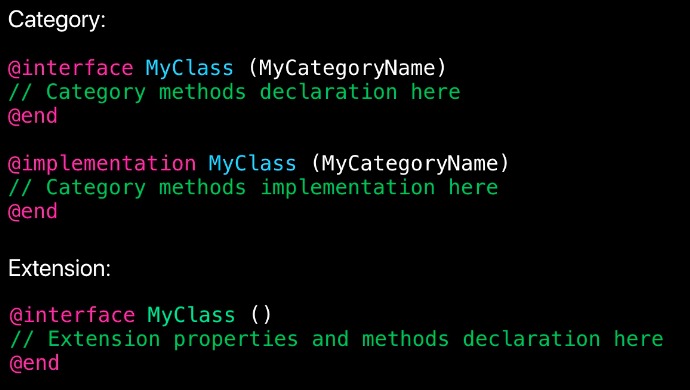 Category:
@interface MyClass (MyCategoryName)
// Category methods declaration here
@end
@implementation MyClass (MyCategoryName)
// Category methods implementation here
@end
Extension:
@interface MyClass ()
// Extension properties and methods declaration here
@end